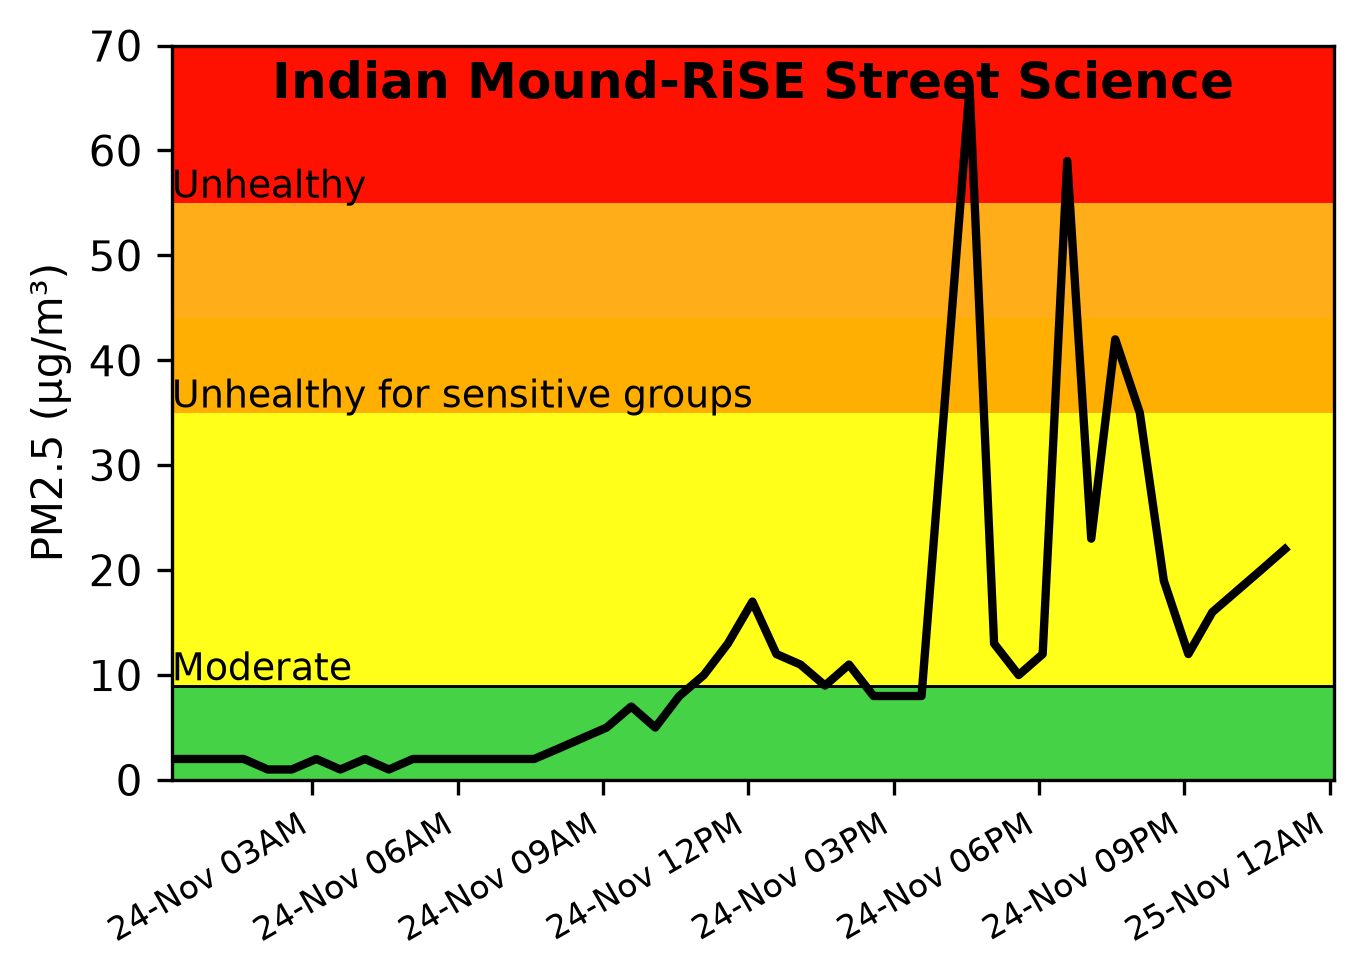 Indian Mound-RiSE Street Science
70
60
50
40
30
20
10
0
PM2.5 (µg/m³)
Unhealthy
Unhealthy for sensitive groups
Moderate
24-Nov 03AM
24-Nov 06AM
24-Nov 09AM
24-Nov 12PM
24-Nov 03PM
24-Nov 06PM
24-Nov 09PM
25-Nov 12AM